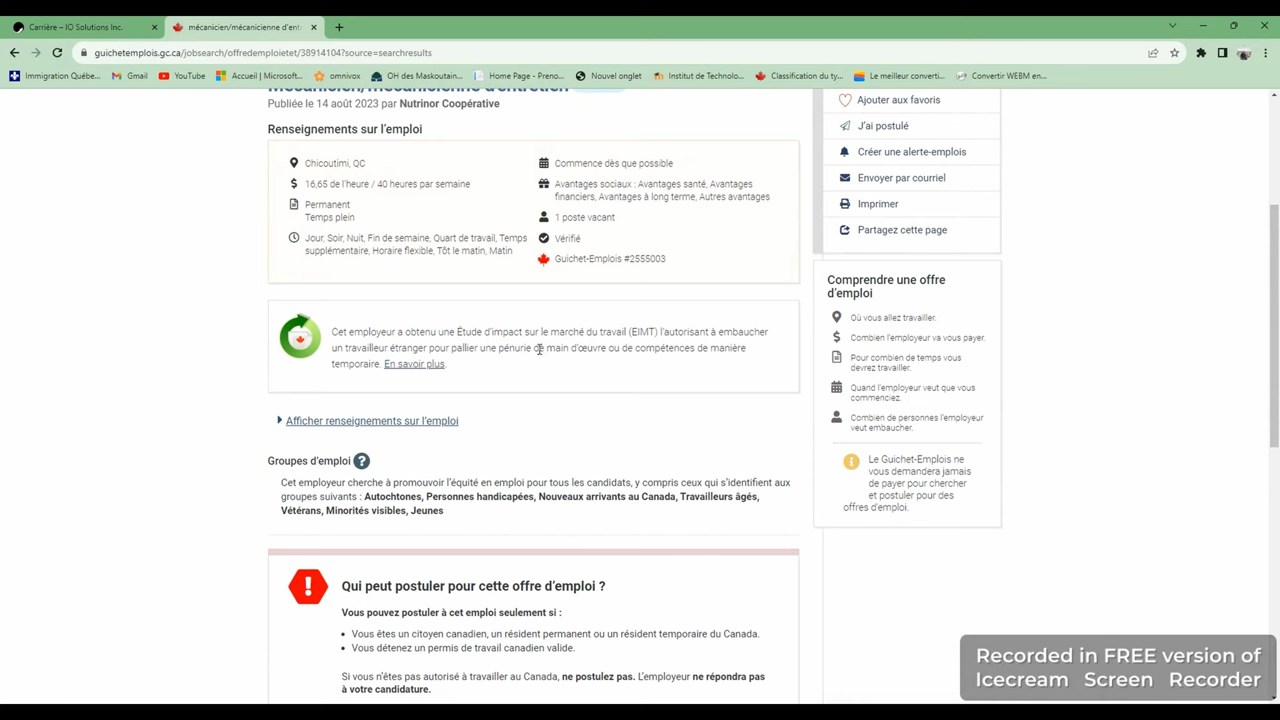 Carrière – IO Solutions Inc.
mécanicien/mécanicienne d'ent
guichetemplois.gc.ca/jobsearch/offredemploietet/38914104?source=searchresults
Immigration Québe...
Gmail
YouTube
Accueil | Microsoft...
omnivox
OH des Maskoutain...
Home Page - Preno...
Nouvel onglet
Institut de Technolo...
Classification du ty...
Le meilleur converti...
Convertir WEBM en...
Mécanicien/mécanicienne d'entretien
Publiée le 14 août 2023 par Nutrinor Coopérative
Renseignements sur l'emploi
Chicoutimi, QC
16,65 de l'heure / 40 heures par semaine
Permanent
Temps plein
Jour, Soir, Nuit, Fin de semaine, Quart de travail, Temps
supplémentaire, Horaire flexible, Tôt le matin, Matin
Commence dès que possible
Avantages sociaux : Avantages santé, Avantages
financiers, Avantages à long terme, Autres avantages
1 poste vacant
Vérifié
Guichet-Emplois #2555003
Cet employeur a obtenu une Étude d'impact sur le marché du travail (EIMT) l'autorisant à embaucher
un travailleur étranger pour pallier une pénurie de main d'œuvre ou de compétences de manière
temporaire. En savoir plus.
Afficher renseignements sur l'emploi
Groupes d'emploi ?
Cet employeur cherche à promouvoir l'équité en emploi pour tous les candidats, y compris ceux qui s'identifient aux
groupes suivants : Autochtones, Personnes handicapées, Nouveaux arrivants au Canada, Travailleurs âgés,
Vétérans, Minorités visibles, Jeunes
Qui peut postuler pour cette offre d'emploi ?
Vous pouvez postuler à cet emploi seulement si :
• Vous êtes un citoyen canadien, un résident permanent ou un résident temporaire du Canada.
• Vous détenez un permis de travail canadien valide.
Si vous n'êtes pas autorisé à travailler au Canada, ne postulez pas. L'employeur ne répondra pas
à votre candidature.
Ajouter aux favoris
J'ai postulé
Créer une alerte-emplois
Envoyer par courriel
Imprimer
Partagez cette page
Comprendre une offre
d'emploi
Où vous allez travailler.
Combien l'employeur va vous payer.
Pour combien de temps vous
devrez travailler.
Quand l'employeur veut que vous
commenciez.
Combien de personnes l'employeur
veut embaucher.
Le Guichet-Emplois ne
vous demandera jamais
de payer pour chercher
et postuler pour des
offres d'emploi.
Recorded in FREE version of
Icecream Screen Recorder